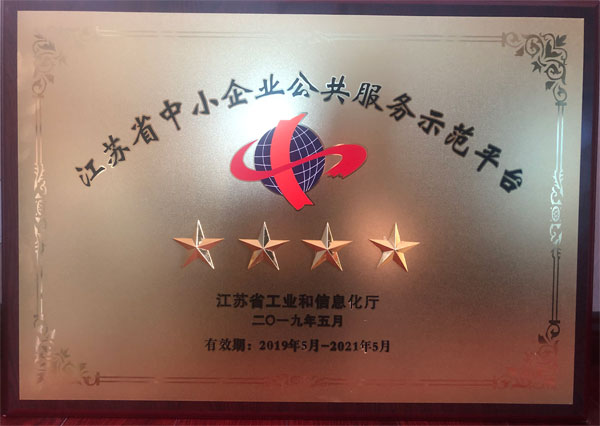 江苏省中小企业公共服务示范平台
江苏省工业和信息化厅
二〇一九年五月
有效期：2019年5月-2021年5月